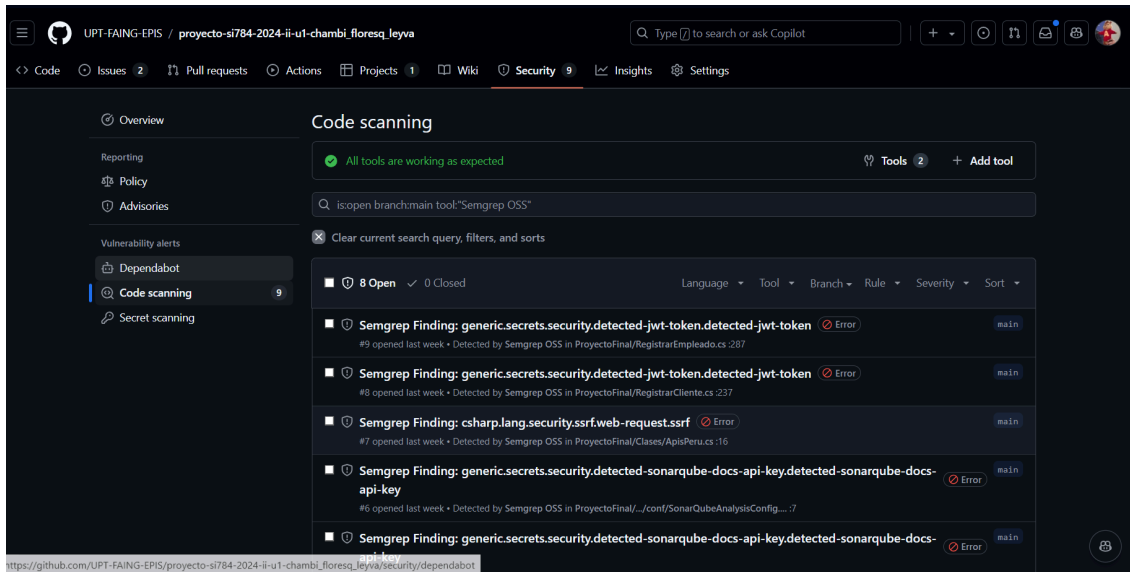 UPT-FAING-EPIS / proyecto-si784-2024-ii-u1-chambi_floresq_leyva
Type / to search or ask Copilot
Code
Issues 2
Pull requests
Actions
Projects 1
Wiki
Security 9
Insights
Settings
Overview
Reporting
Policy
Advisories
Vulnerability alerts
Dependabot
Code scanning 9
Secret scanning
Code scanning
All tools are working as expected
Tools 2
Add tool
is:open branch:main tool:"Semgrep OSS"
Clear current search query, filters, and sorts
8 Open 0 Closed
Language Tool Branch Rule Severity Sort
Semgrep Finding: generic.secrets.security.detected-jwt-token.detected-jwt-token Error main
#9 opened last week • Detected by Semgrep OSS in ProyectoFinal/RegistrarEmpleado.cs :287
Semgrep Finding: generic.secrets.security.detected-jwt-token.detected-jwt-token Error main
#8 opened last week • Detected by Semgrep OSS in ProyectoFinal/RegistrarCliente.cs :237
Semgrep Finding: csharp.lang.security.ssrf.web-request.ssrf Error main
#7 opened last week • Detected by Semgrep OSS in ProyectoFinal/Clases/ApisPeru.cs :16
Semgrep Finding: generic.secrets.security.detected-sonarqube-docs-api-key.detected-sonarqube-docs-
api-key Error main
#6 opened last week • Detected by Semgrep OSS in ProyectoFinal/.../conf/SonarQubeAnalysisConfig.... :7
Semgrep Finding: generic.secrets.security.detected-sonarqube-docs-api-key.detected-sonarqube-docs-
api-key Error main
https://github.com/UPT-FAING-EPIS/proyecto-si784-2024-ii-u1-chambi_floresq_leyva/security/dependabot